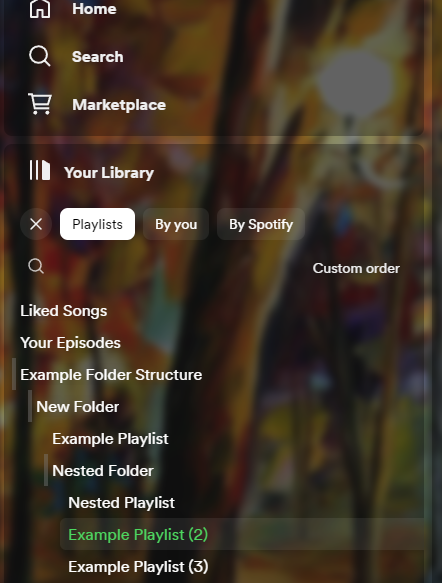 Home
Search
Marketplace
Your Library
Playlists By you By Spotify
Custom order
Liked Songs
Your Episodes
Example Folder Structure
New Folder
Example Playlist
Nested Folder
Nested Playlist
Example Playlist (2)
Example Playlist (3)